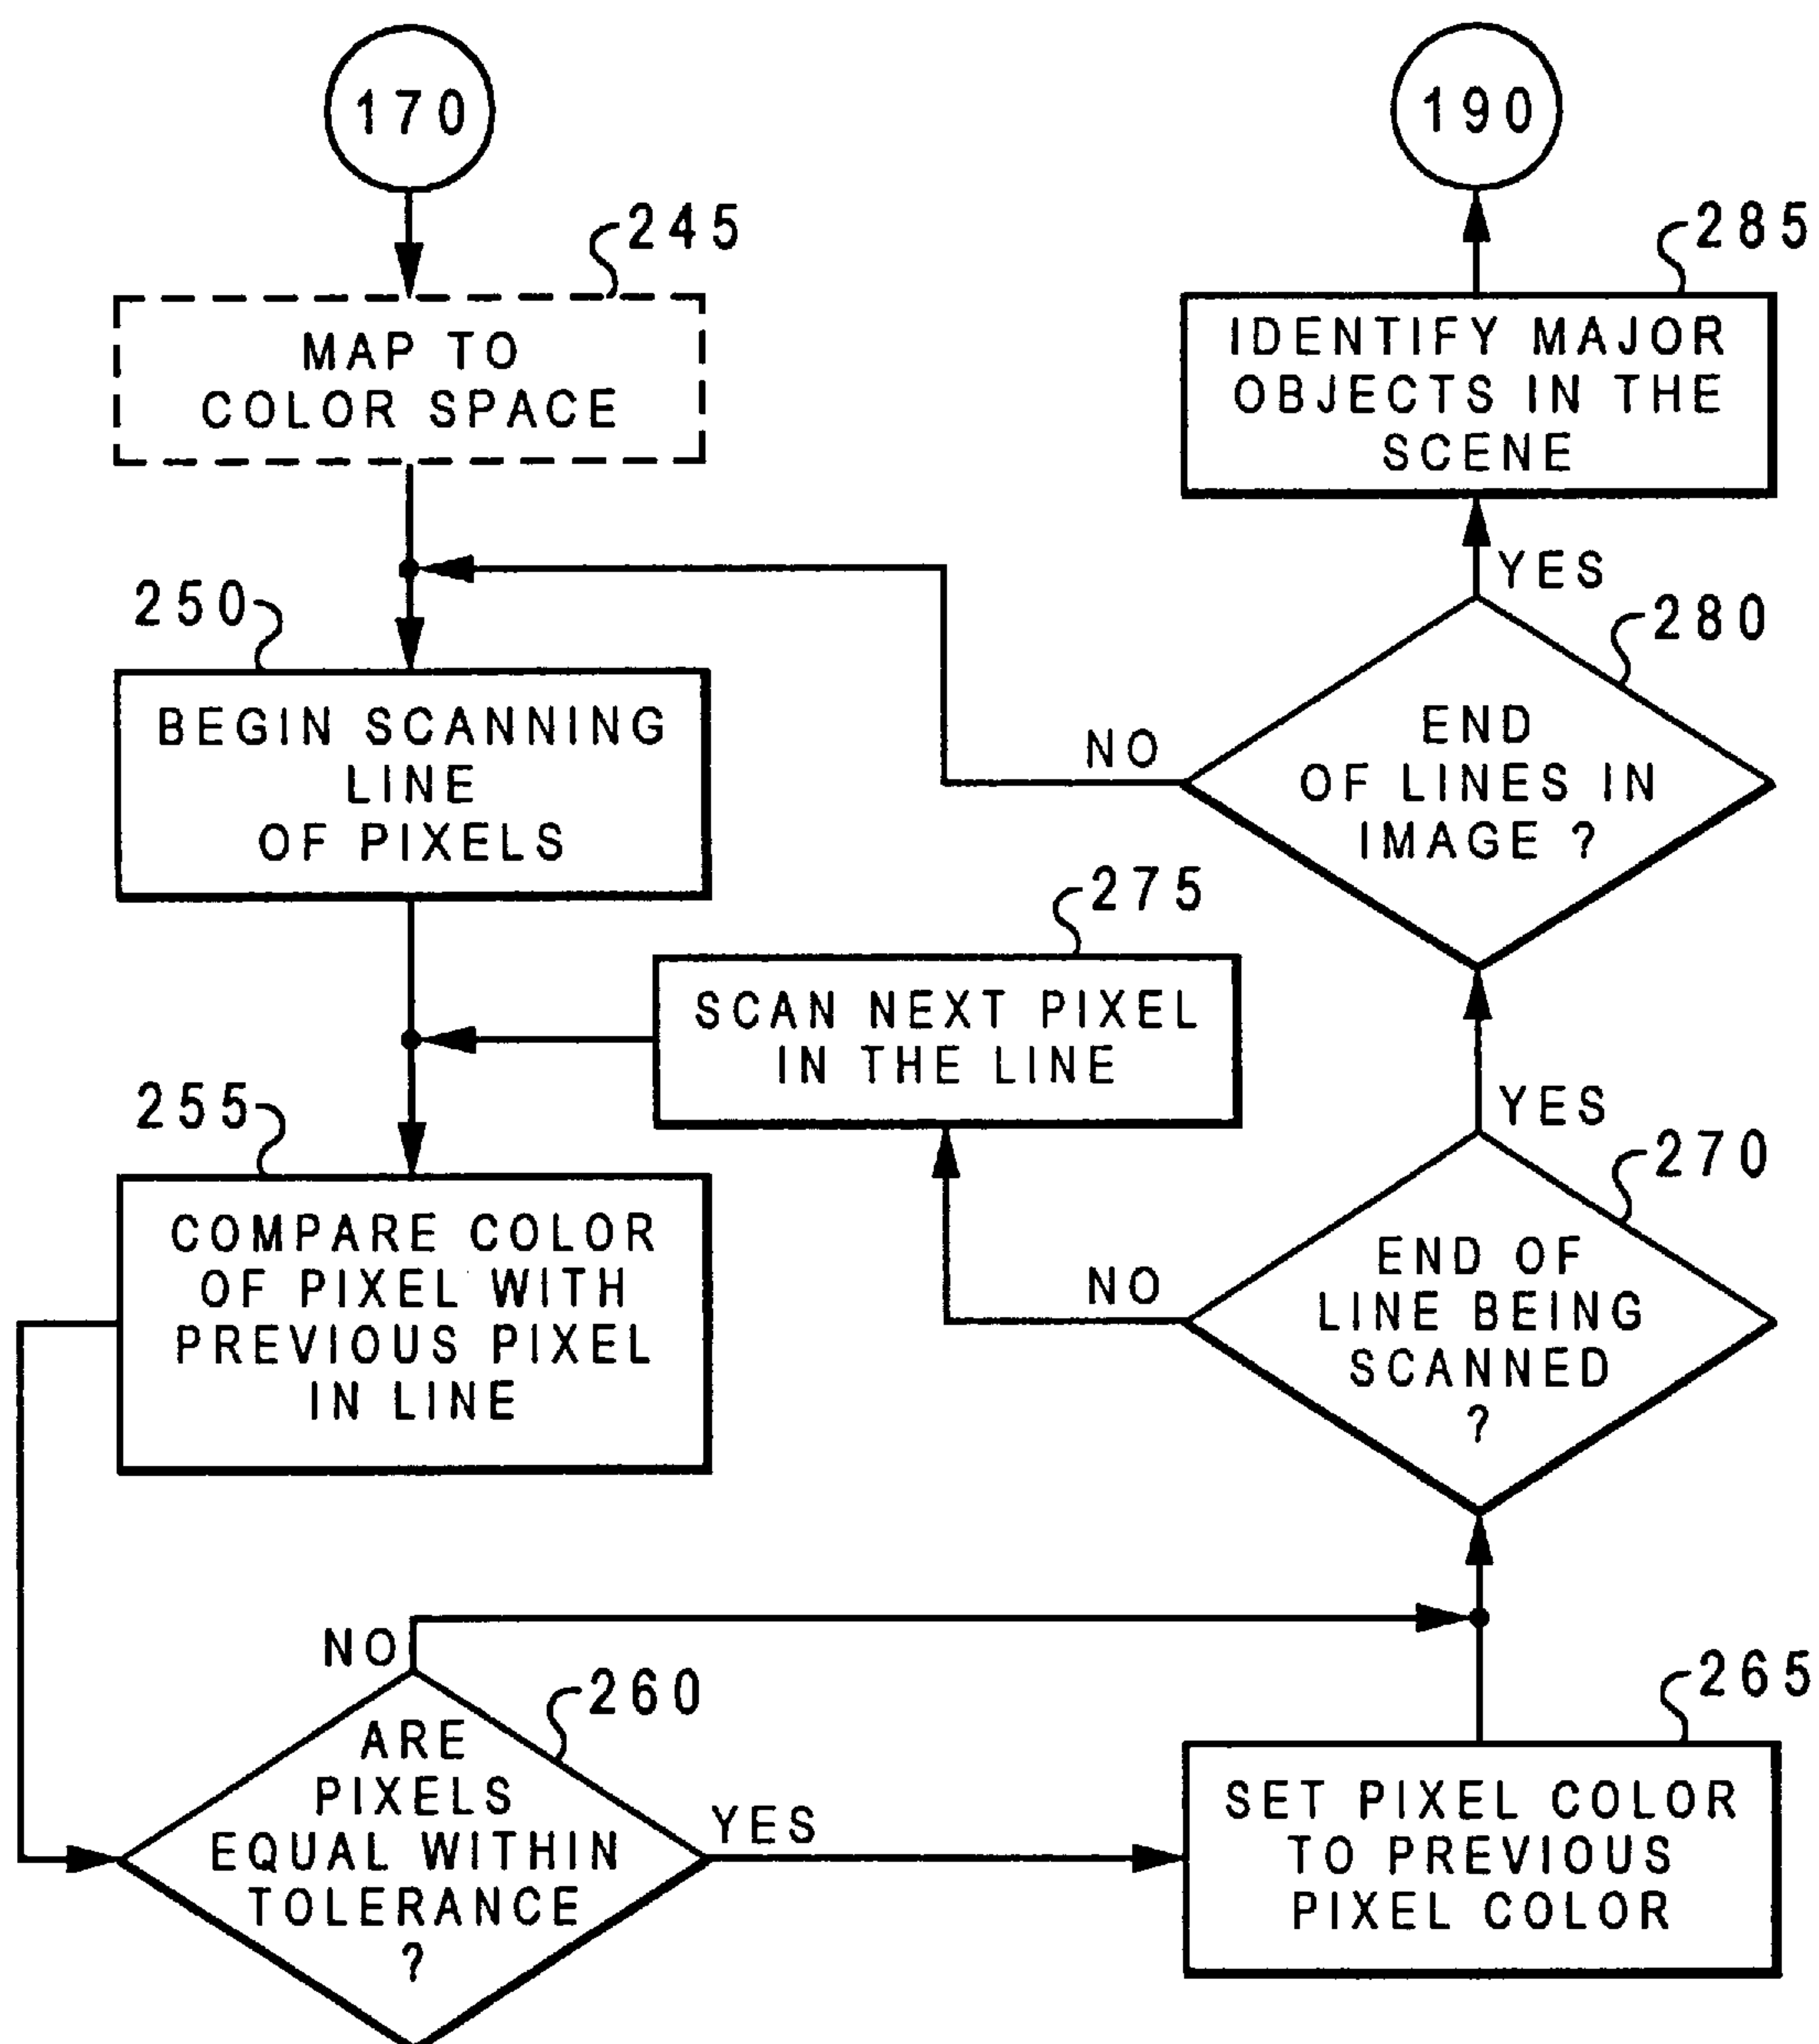 170
245
MAP TO
COLOR SPACE
250
BEGIN SCANNING
LINE
OF PIXELS
255
COMPARE COLOR
OF PIXEL WITH
PREVIOUS PIXEL
IN LINE
NO
260
ARE
PIXELS
EQUAL WITHIN
TOLERANCE
?
YES
265
SET PIXEL COLOR
TO PREVIOUS
PIXEL COLOR
270
END OF
LINE BEING
SCANNED
?
NO
275
SCAN NEXT PIXEL
IN THE LINE
YES
280
END
OF LINES IN
IMAGE ?
NO
YES
285
IDENTIFY MAJOR
OBJECTS IN THE
SCENE
190